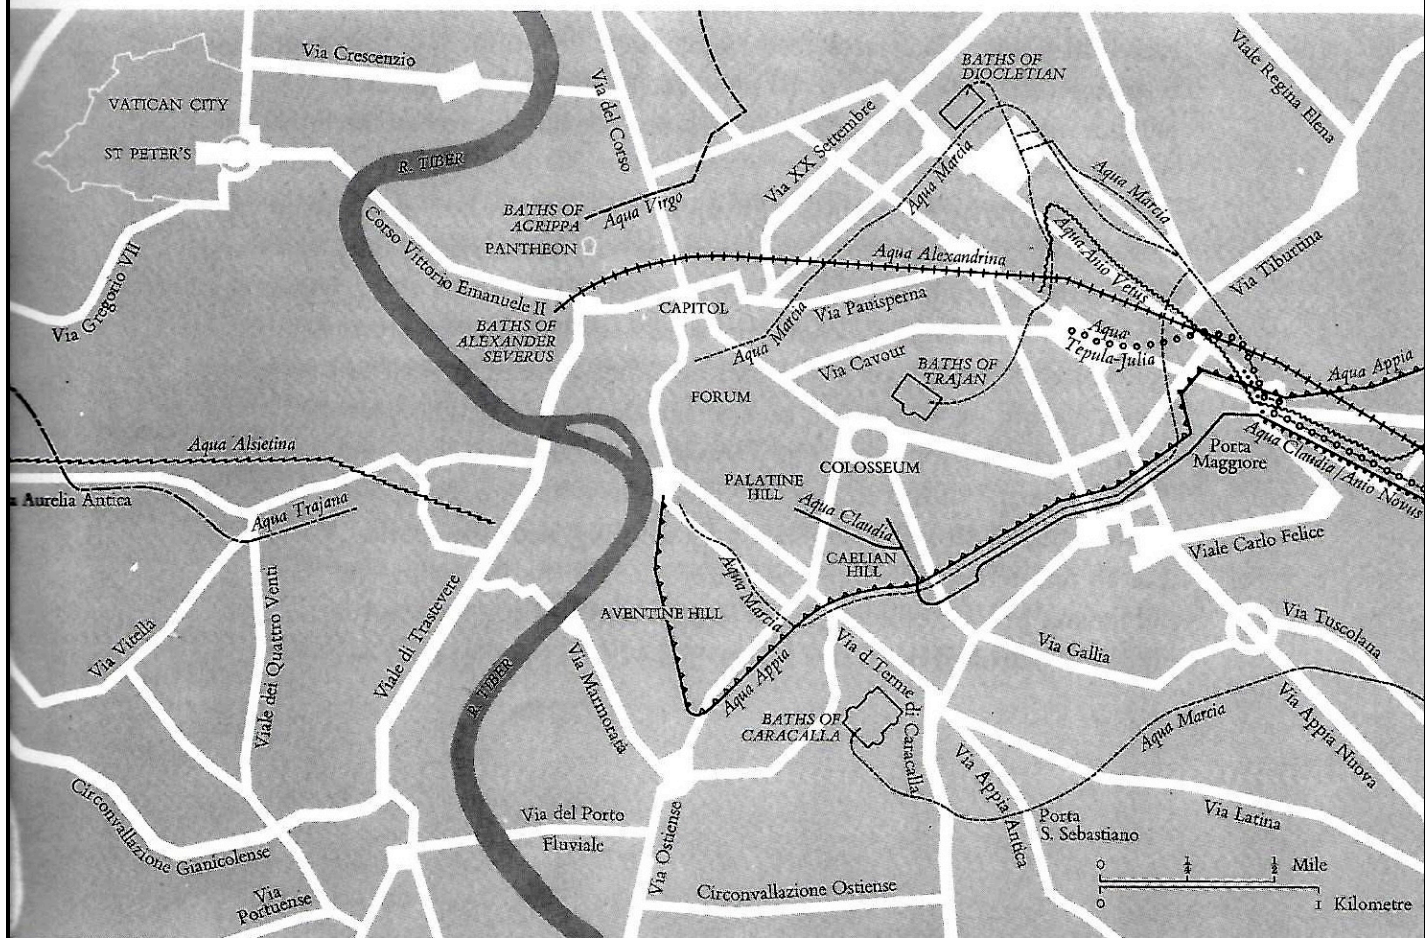 Via Crescenzio
BATHS OF
DIOCLETIAN
Viale Regina Elena
VATICAN CITY
Via del Corso
Via XX Settembre
ST PETER'S
R. TIBER
Aqua Marcia
Aqua Marcia
BATHS OF
AGRIPPA
Aqua Virgo
PANTHEON
Corso Vittorio Emanuele II
Aqua Alexandrina
Aqua Anio Vetus
Via Tiburtina
Via Gregorio VII
CAPITOL
Via Panisperna
BATHS OF
ALEXANDER
SEVERUS
Aqua Marcia
Aqua
Tepula-Julia
Via Cavour
BATHS OF
TRAJAN
Aqua Appia
FORUM
Aqua Alsietina
Porta
Maggiore
Aqua Claudia/Anio Novus
COLOSSEUM
PALATINE
HILL
a Aurelia Antica
Aqua Trajana
Aqua Claudia
CAELIAN
HILL
Viale Carlo Felice
Aqua Marcia
AVENTINE HILL
Via Vitella
Viale dei Quattro Venti
Viale di Trastevere
R. TIBER
Via Marmorata
Aqua Appia
Via d. Terme di Caracalla
Via Gallia
Via Tuscolana
BATHS OF
CARACALLA
Aqua Marcia
Via Appia Nuova
Via Appia Antica
Circonvallazione Gianicolense
Via del Porto
Fluviale
Via Ostiense
Porta
S. Sebastiano
Via Latina
Via
Portuense
Circonvallazione Ostiense
0 ¼ ½ Mile
0 1 Kilometre